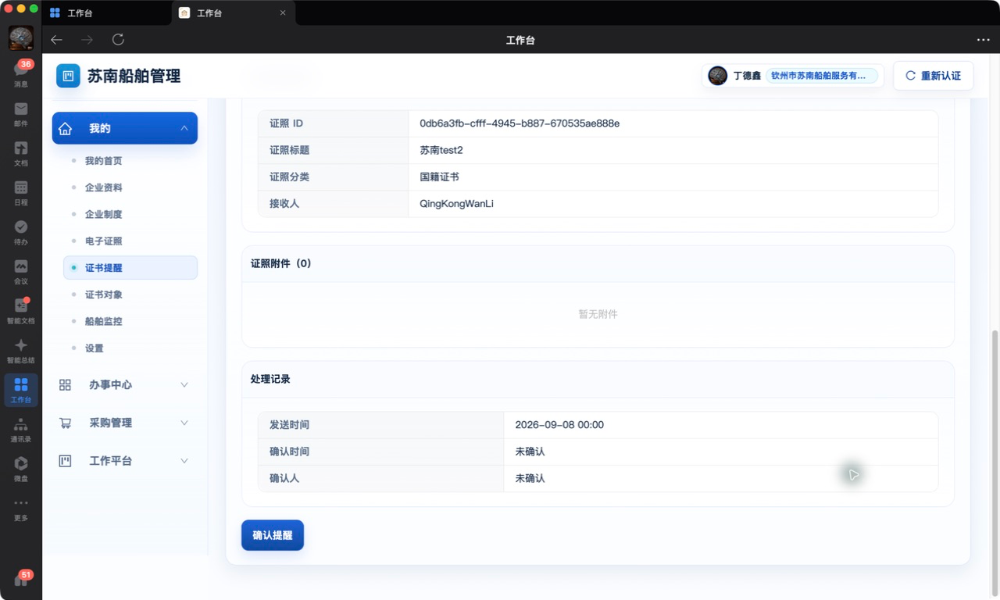 工作台
工作台
工作台
36
消息
邮件
文档
日程
待办
会议
智能文档
智能总结
工作台
通讯录
微盘
更多
51
苏南船舶管理
丁德鑫
钦州市苏南船舶服务有...
重新认证
我的
我的首页
企业资料
企业制度
电子证照
证书提醒
证书对象
船舶监控
设置
办事中心
采购管理
工作平台
证照 ID
0db6a3fb-cfff-4945-b887-670535ae888e
证照标题
苏南test2
证照分类
国籍证书
接收人
QingKongWanLi
证照附件（0）
暂无附件
处理记录
发送时间
2026-09-08 00:00
确认时间
未确认
确认人
未确认
确认提醒